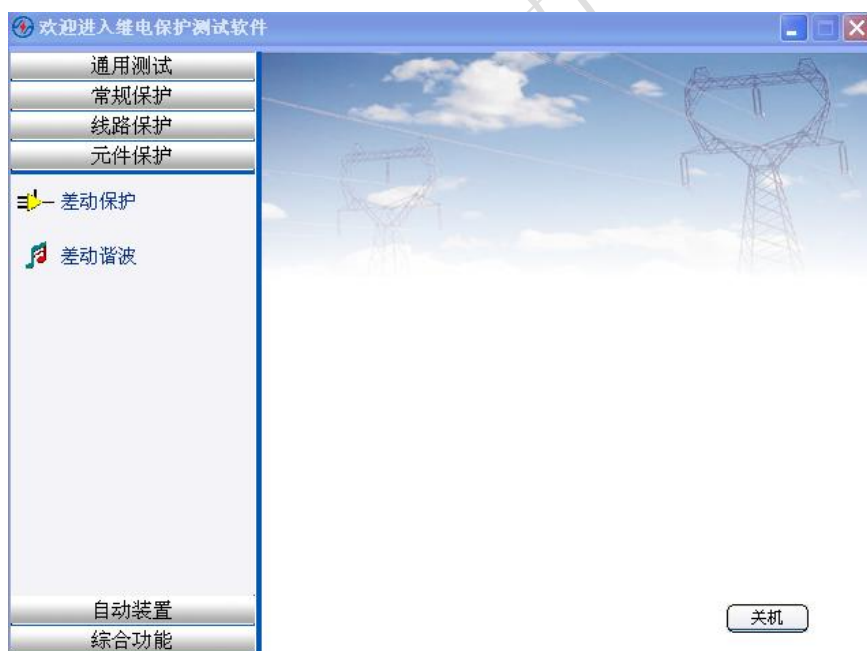 欢迎进入继电保护测试软件
通用测试
常规保护
线路保护
元件保护
差动保护
差动谐波
自动装置
综合功能
关机